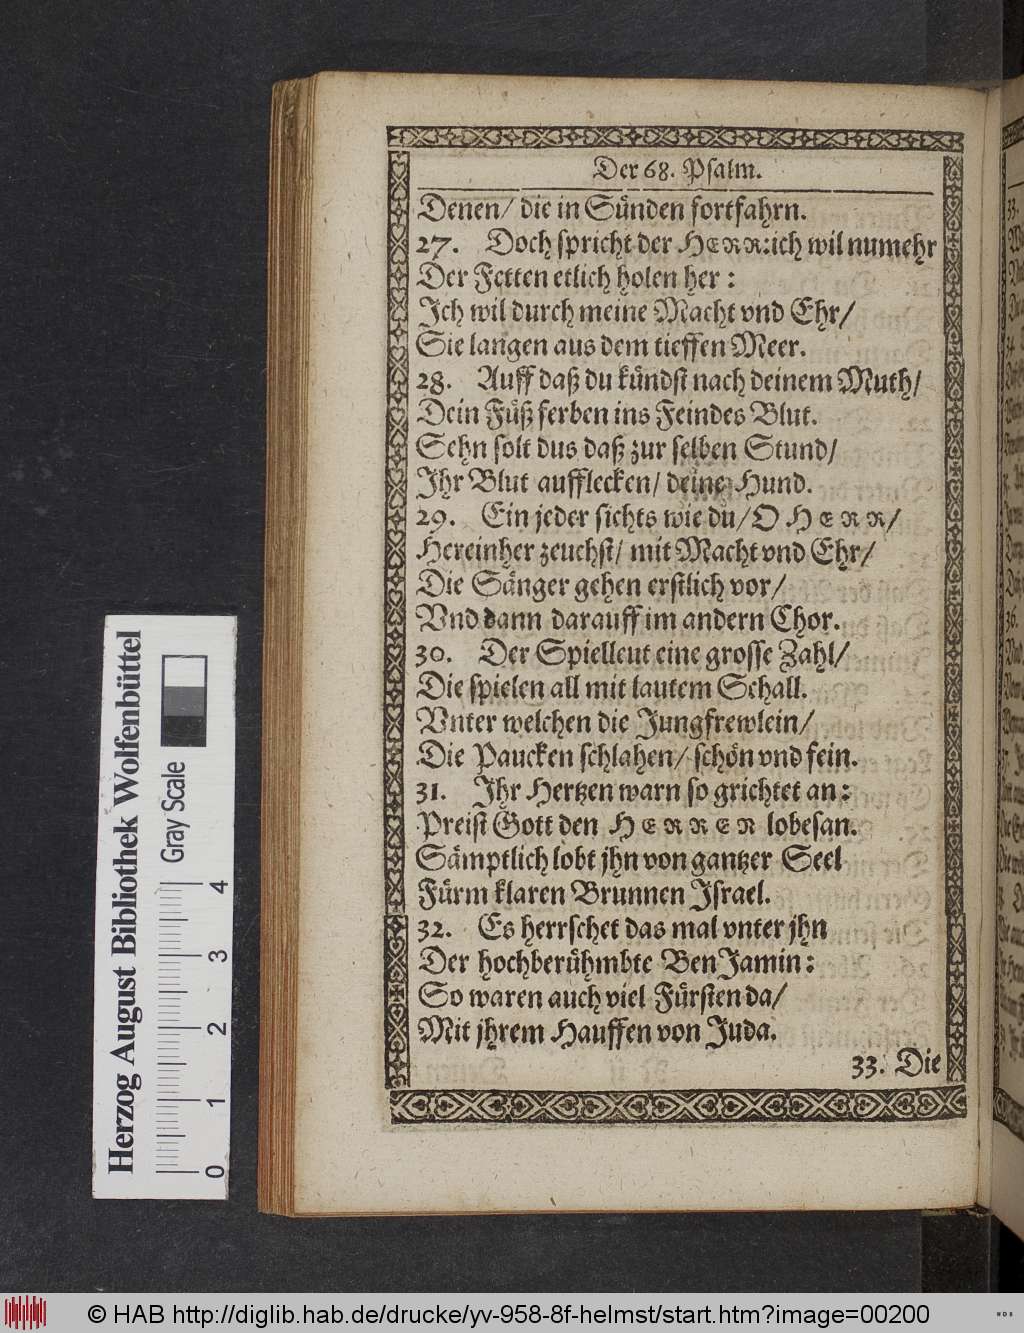 Der 68. Psalm.
Denen/ die in Sünden fortfahrn.
27. Doch spricht der HERR: ich wil numehr
Der Fetten etlich holen her:
Ich wil durch meine Macht vnd Ehr/
Sie langen aus dem tieffen Meer.
28. Auff daß du kündst nach deinem Muth/
Dein Füß ferben ins Feindes Blut.
Sehn solt dus daß zur selben Stund/
Ihr Blut aufflecken/ deine Hund.
29. Ein jeder sichts wie du/ O HERR/
Hereinher zeuchst/ mit Macht vnd Ehr/
Die Sänger gehen erstlich vor/
Vnd dann darauff im andern Chor.
30. Der Spielleut eine grosse Zahl/
Die spielen all mit lautem Schall.
Vnter welchen die Jungfrewlein/
Die Paucken schlahen/ schön vnd fein.
31. Ihr Hertzen warn so grichtet an:
Preist Gott den HERREN lobesan.
Sämptlich lobt jhn von gantzer Seel
Fürm klaren Brunnen Israel.
32. Es herrschet das mal vnter jhn
Der hochberühmbte BenJamin:
So waren auch viel Fürsten da/
Mit jhrem Hauffen von Juda.
33. Die
Herzog August Bibliothek Wolfenbüttel
Gray Scale
0 1 2 3 4
© HAB http://diglib.hab.de/drucke/yv-958-8f-helmst/start.htm?image=00200